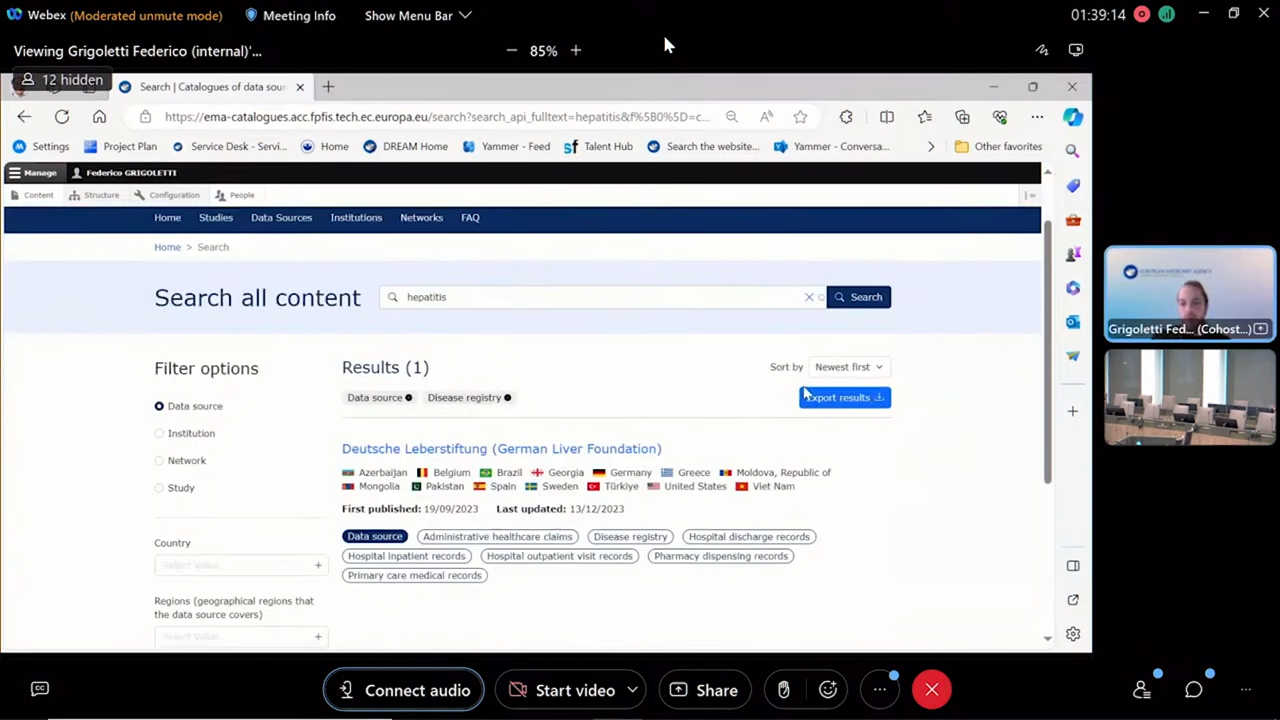 Webex (Moderated unmute mode) Meeting Info Show Menu Bar 01:39:14
Viewing Grigoletti Federico (internal)'... 85%
12 hidden
Search | Catalogues of data sour
https://ema-catalogues.acc.fpfis.tech.ec.europa.eu/search?search_api_fulltext=hepatitis&f%5B0%5D=c...
Settings Project Plan Service Desk - Servi... Home DREAM Home Yammer - Feed Talent Hub Search the website... Yammer - Conversa... Other favorites
Manage Federico GRIGOLETTI
Content Structure Configuration People
Home Studies Data Sources Institutions Networks FAQ
Home > Search
Search all content hepatitis Search
Filter options
Results (1)
Sort by Newest first
Data source Disease registry
Export results
Data source
Institution
Network
Study
Country
Select Value
Regions (geographical regions that
the data source covers)
Select Value
Deutsche Leberstiftung (German Liver Foundation)
Azerbaijan Belgium Brazil Georgia Germany Greece Moldova, Republic of
Mongolia Pakistan Spain Sweden Türkiye United States Viet Nam
First published: 19/09/2023 Last updated: 13/12/2023
Data source Administrative healthcare claims Disease registry Hospital discharge records
Hospital inpatient records Hospital outpatient visit records Pharmacy dispensing records
Primary care medical records
EUROPEAN MEDICINES AGENCY
Grigoletti Fed... (Cohost...)
Connect audio Start video Share